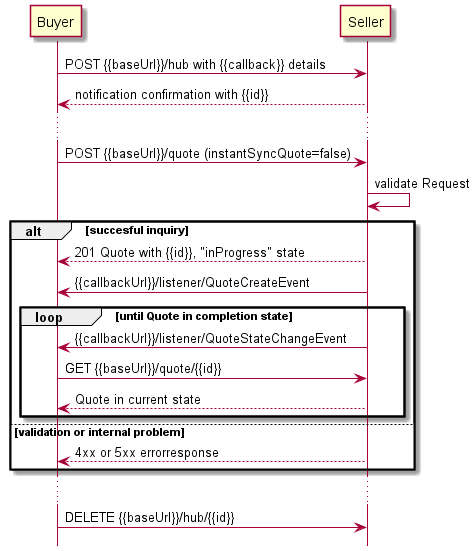 Buyer
Seller
POST {{baseUrl}}/hub with {{callback}} details
notification confirmation with {{id}}
POST {{baseUrl}}/quote (instantSyncQuote=false)
validate Request
alt
[succesful inquiry]
201 Quote with {{id}}, "inProgress" state
{{callbackUrl}}/listener/QuoteCreateEvent
loop
[until Quote in completion state]
{{callbackUrl}}/listener/QuoteStateChangeEvent
GET {{baseUrl}}/quote/{{id}}
Quote in current state
[validation or internal problem]
4xx or 5xx errorresponse
DELETE {{baseUrl}}/hub/{{id}}